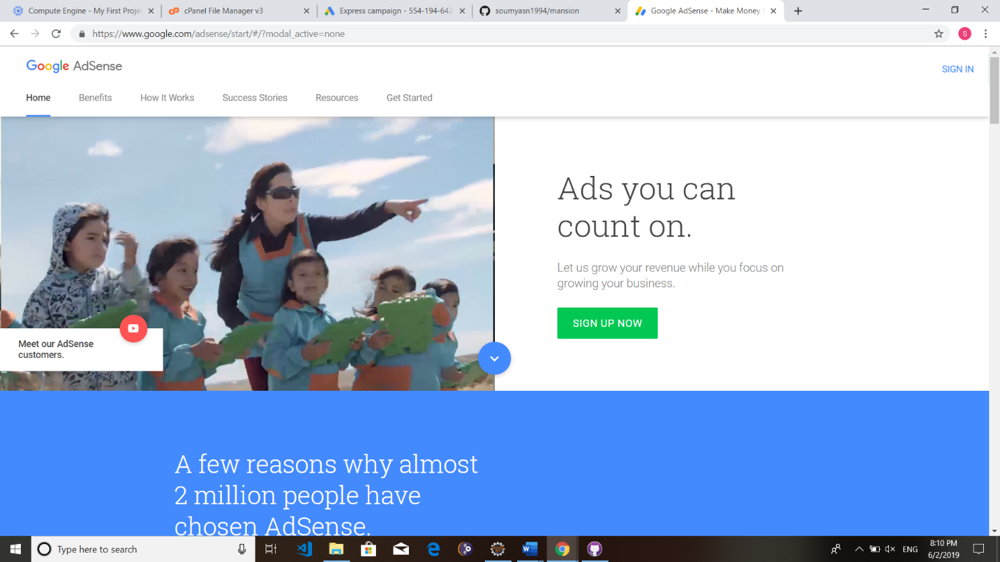 Compute Engine - My First Proje
cPanel File Manager v3
Express campaign - 554-194-642
soumyasn1994/mansion
Google AdSense - Make Money
https://www.google.com/adsense/start/#/?modal_active=none
S
Google AdSense
SIGN IN
Home
Benefits
How It Works
Success Stories
Resources
Get Started
Ads you can
count on.
Let us grow your revenue while you focus on
growing your business.
SIGN UP NOW
Meet our AdSense
customers.
A few reasons why almost
2 million people have
chosen AdSense.
Type here to search
ENG
8:10 PM
6/2/2019